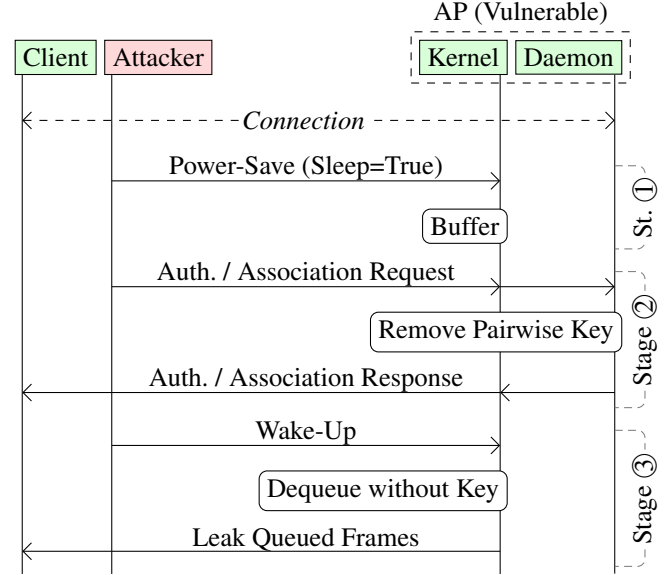 AP (Vulnerable)
Client Attacker Kernel Daemon
Connection
Power-Save (Sleep=True)
St. ①
Buffer
Auth. / Association Request
Remove Pairwise Key
Stage ②
Auth. / Association Response
Wake-Up
Dequeue without Key
Stage ③
Leak Queued Frames